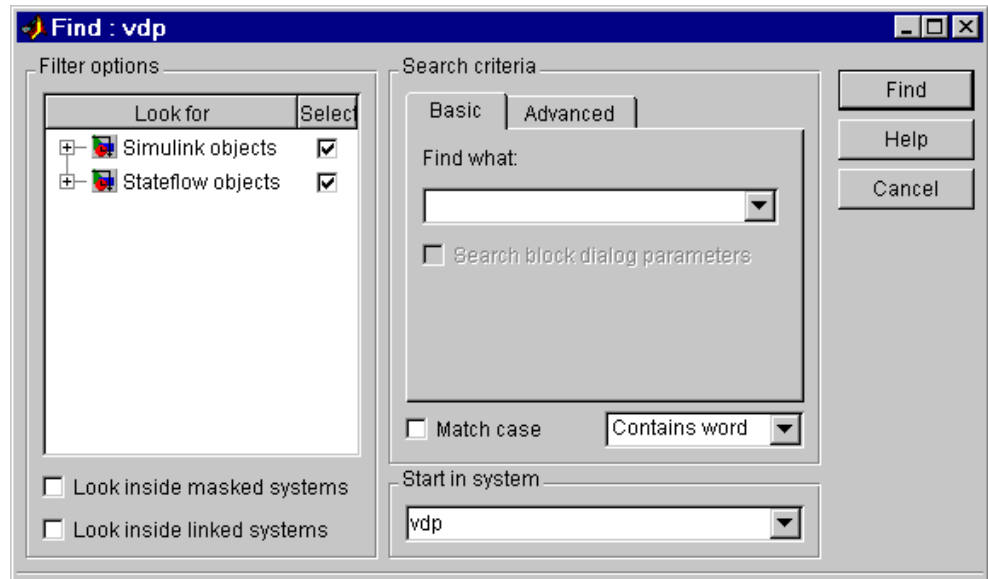 Find : vdp
Filter options
Look for Select
Simulink objects
Stateflow objects
Look inside masked systems
Look inside linked systems
Search criteria
Basic Advanced
Find what:
Search block dialog parameters
Match case Contains word
Start in system
vdp
Find
Help
Cancel